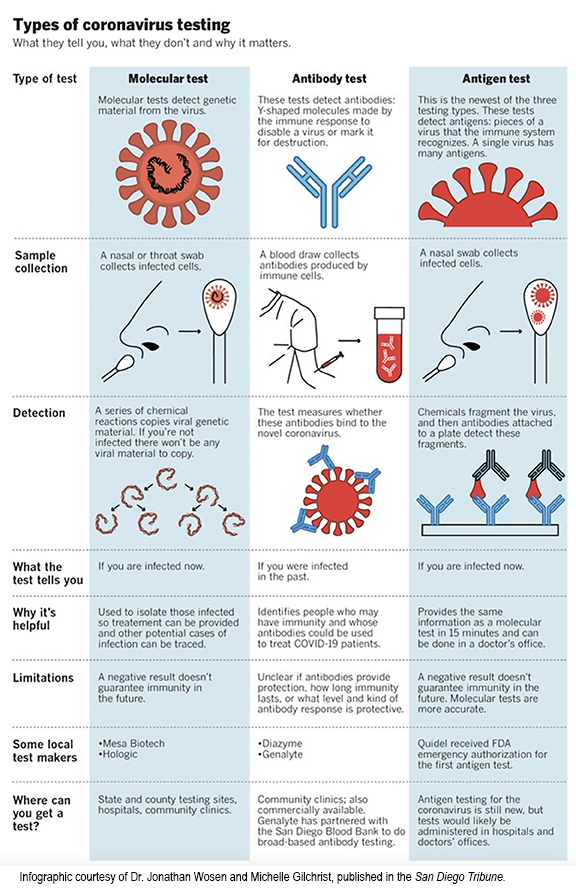 Types of coronavirus testing
What they tell you, what they don't and why it matters.
Type of test
Molecular test
Molecular tests detect genetic
material from the virus.
Antibody test
These tests detect antibodies:
Y-shaped molecules made by
the immune response to
disable a virus or mark it
for destruction.
Antigen test
This is the newest of the three
testing types. These tests
detect antigens: pieces of a
virus that the immune system
recognizes. A single virus has
many antigens.
Sample
collection
A nasal or throat swab
collects infected cells.
A blood draw collects
antibodies produced by
immune cells.
A nasal swab collects
infected cells.
Detection
A series of chemical
reactions copies viral genetic
material. If you're not
infected there won't be any
viral material to copy.
The test measures whether
these antibodies bind to the
novel coronavirus.
Chemicals fragment the virus,
and then antibodies attached
to a plate detect these
fragments.
What the
test tells you
If you are infected now.
If you were infected
in the past.
If you are infected now.
Why it's
helpful
Used to isolate those infected
so treatement can be provided
and other potential cases of
infection can be traced.
Identifies people who may
have immunity and whose
antibodies could be used
to treat COVID-19 patients.
Provides the same
information as a molecular
test in 15 minutes and can
be done in a doctor's office.
Limitations
A negative result doesn't
guarantee immunity in
the future.
Unclear if antibodies provide
protection, how long immunity
lasts, or what level and kind of
antibody response is protective.
A negative result doesn't
guarantee immunity in the
future. Molecular tests are
more accurate.
Some local
test makers
•Mesa Biotech
•Hologic
•Diazyme
•Genalyte
Quidel received FDA
emergency authorization for
the first antigen test.
Where can
you get a
test?
State and county testing sites,
hospitals, community clinics.
Community clinics; also
commercially available.
Genalyte has partnered with
the San Diego Blood Bank to do
broad-based antibody testing.
Antigen testing for the
coronavirus is still new, but
tests would likely be
administered in hospitals and
doctors' offices.
Infographic courtesy of Dr. Jonathan Wosen and Michelle Gilchrist, published in the San Diego Tribune.